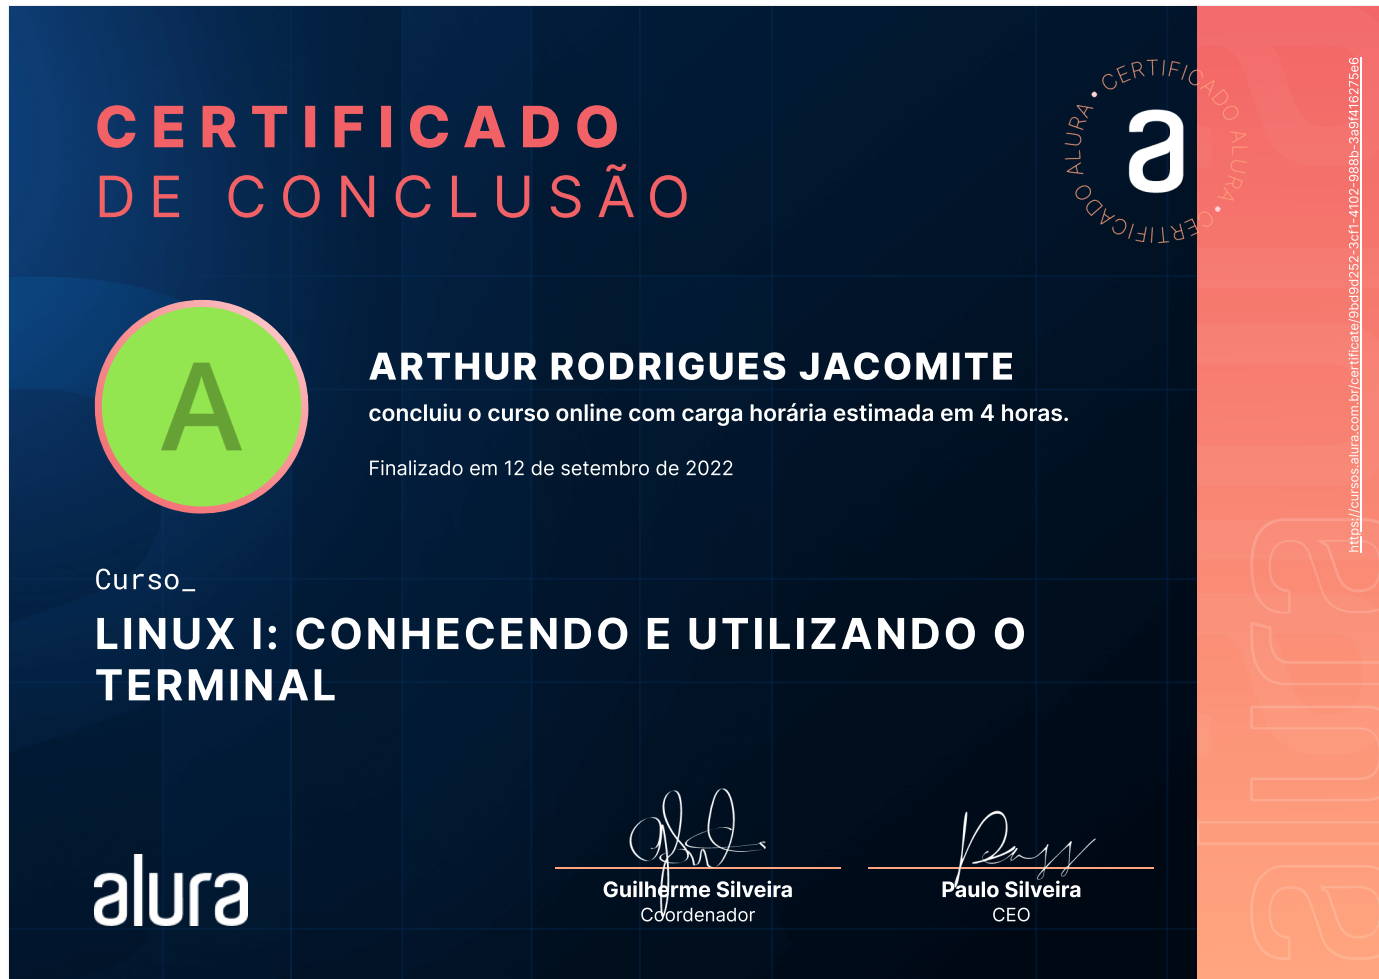 CERTIFICADO
DE CONCLUSÃO
CERTIFICADO ALURA • CERTIFICADO ALURA •
a
https://cursos.alura.com.br/certificate/9bd9d252-3cf1-4102-988b-3a9f416275e6
A
ARTHUR RODRIGUES JACOMITE
concluiu o curso online com carga horária estimada em 4 horas.
Finalizado em 12 de setembro de 2022
Curso_
LINUX I: CONHECENDO E UTILIZANDO O
TERMINAL
alura
Guilherme Silveira
Coordenador
Paulo Silveira
CEO
alura